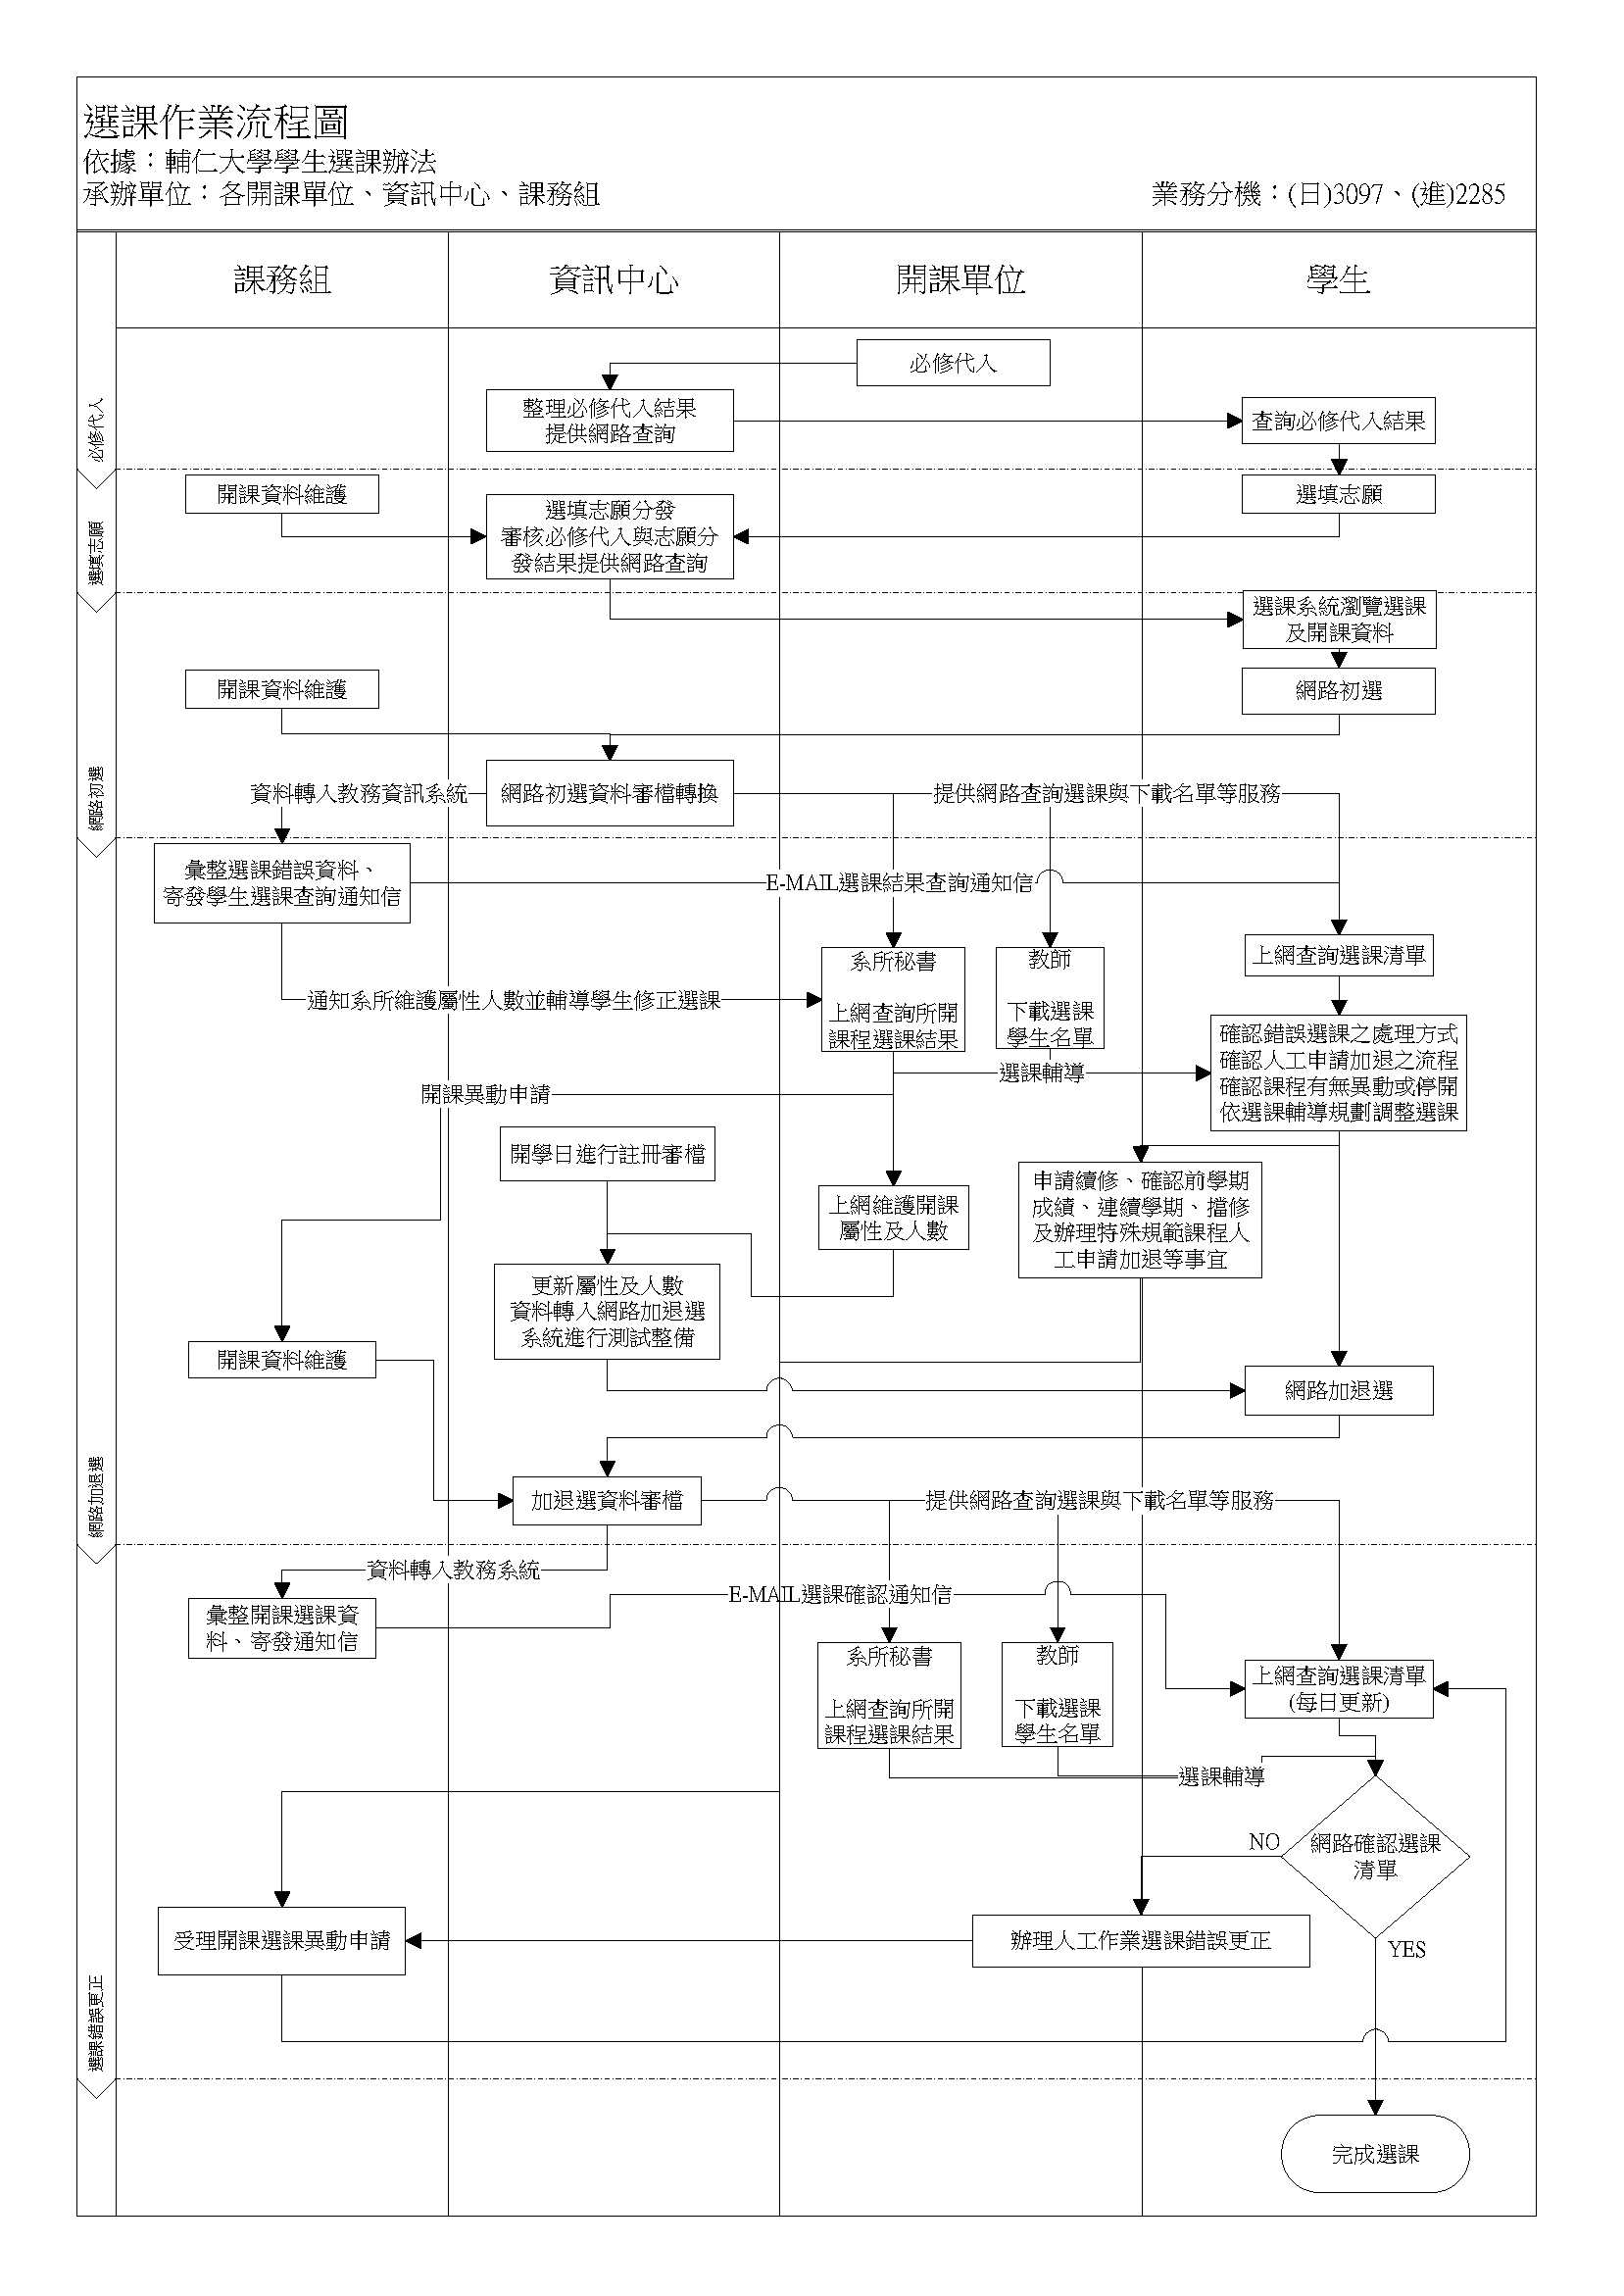 選課作業流程圖
依據：輔仁大學學生選課辦法
承辦單位：各開課單位、資訊中心、課務組
業務分機：(日)3097、(進)2285
課務組
資訊中心
開課單位
學生
必修代入
必修代入
整理必修代入結果
提供網路查詢
查詢必修代入結果
選填志願
開課資料維護
選填志願分發
審核必修代入與志願分
發結果提供網路查詢
選填志願
網路初選
選課系統瀏覽選課
及開課資料
開課資料維護
網路初選
資料轉入教務資訊系統
網路初選資料審檔轉換
提供網路查詢選課與下載名單等服務
網路加退選
彙整選課錯誤資料、
寄發學生選課查詢通知信
E-MAIL選課結果查詢通知信
系所秘書
上網查詢所開
課程選課結果
教師
下載選課
學生名單
上網查詢選課清單
通知系所維護屬性人數並輔導學生修正選課
選課輔導
確認錯誤選課之處理方式
確認人工申請加退之流程
確認課程有無異動或停開
依選課輔導規劃調整選課
開課異動申請
開學日進行註冊審檔
上網維護開課
屬性及人數
申請續修、確認前學期
成績、連續學期、擋修
及辦理特殊規範課程人
工申請加退等事宜
更新屬性及人數
資料轉入網路加退選
系統進行測試整備
開課資料維護
網路加退選
加退選資料審檔
提供網路查詢選課與下載名單等服務
選課錯誤更正
資料轉入教務系統
彙整開課選課資
料、寄發通知信
E-MAIL選課確認通知信
系所秘書
上網查詢所開
課程選課結果
教師
下載選課
學生名單
上網查詢選課清單
(每日更新)
選課輔導
NO
網路確認選課
清單
YES
受理開課選課異動申請
辦理人工作業選課錯誤更正
完成選課